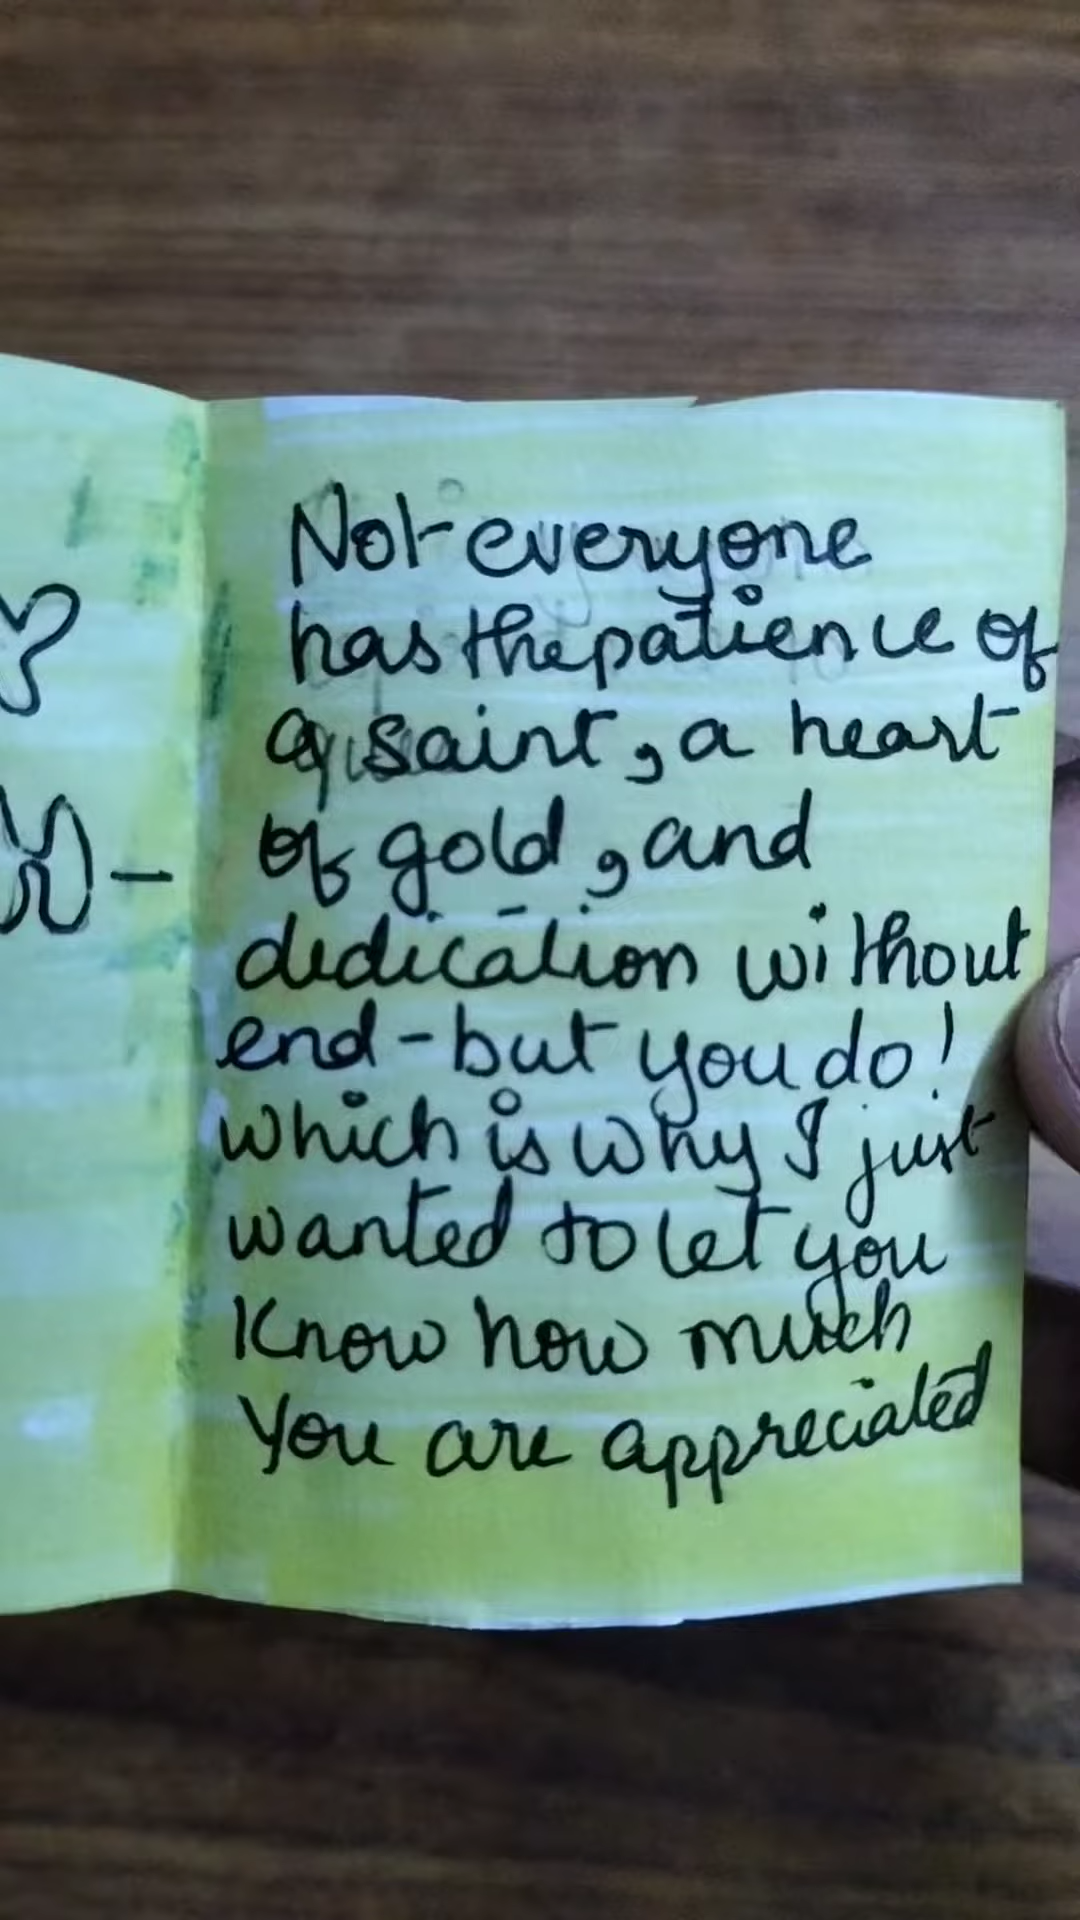 Not everyone
has the patience of
a saint, a heart
of gold, and
dedication without
end - but you do!
which is why I just
wanted to let you
Know how much
You are appreciated